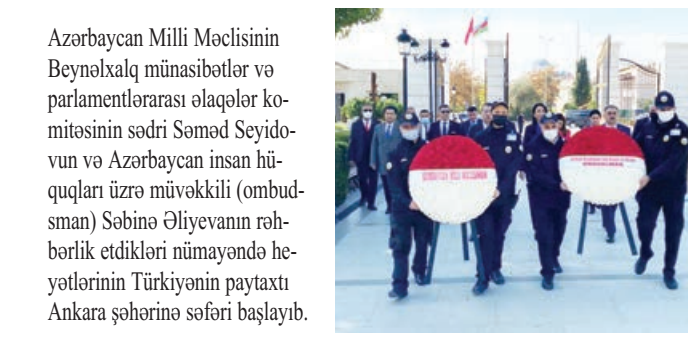 Azərbaycan Milli Məclisinin
Beynəlxalq münasibətlər və
parlamentlərarası əlaqələr ko-
mitəsinin sədri Səməd Seyido-
vun və Azərbaycan insan hü-
quqları üzrə müvəkkili (ombud-
sman) Səbinə Əliyevanın rəh-
bərlik etdikləri nümayəndə he-
yətlərinin Türkiyənin paytaxtı
Ankara şəhərinə səfəri başlayıb.